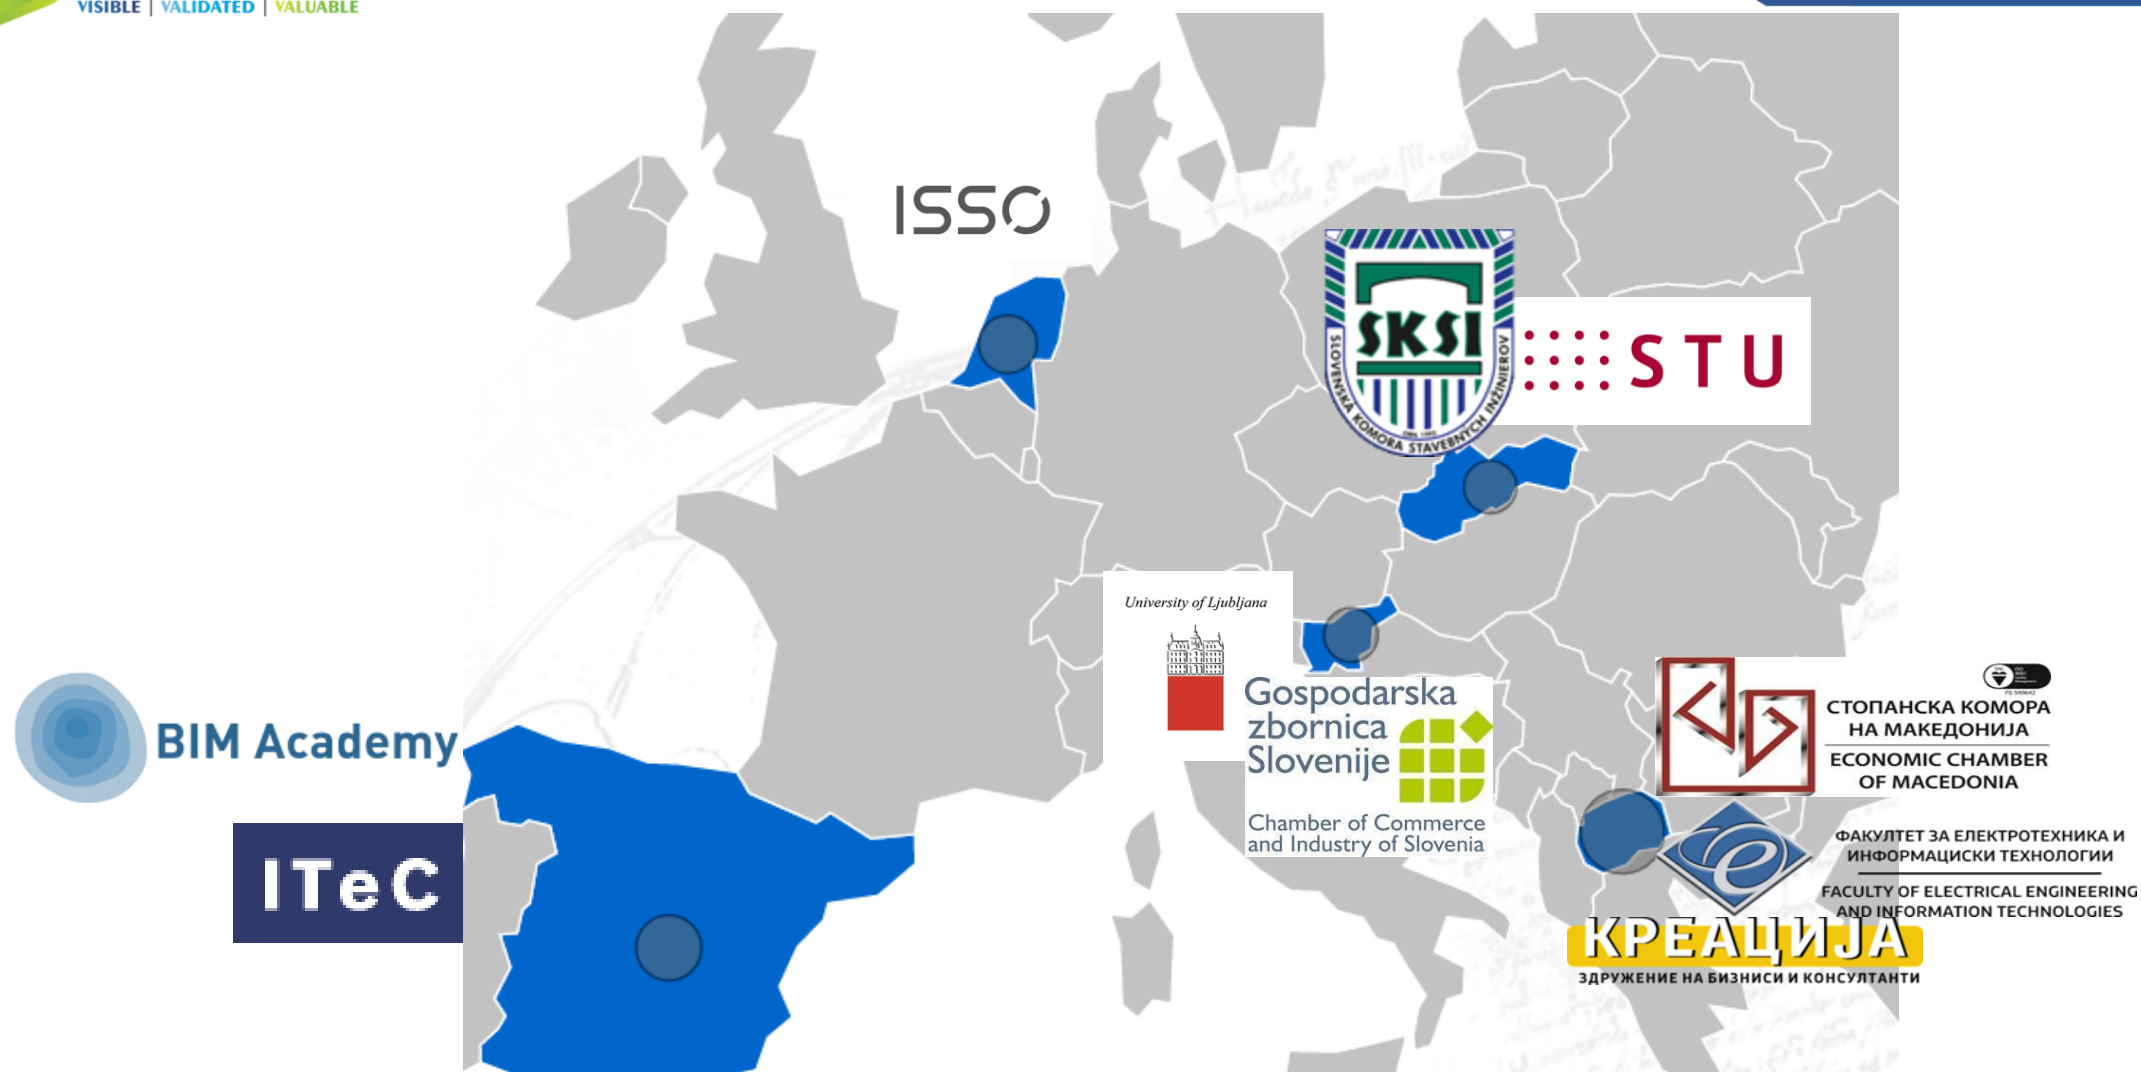 VISIBLE | VALIDATED | VALUABLE
ISSO
SKSI
SLOVENSKA KOMORA STAVEBNYCH INŽINIEROV
STU
University of Ljubljana
Gospodarska
zbornica
Slovenije
Chamber of Commerce
and Industry of Slovenia
BIM Academy
ITeC
СТОПАНСКА КОМОРА
НА МАКЕДОНИЈА
ECONOMIC CHAMBER
OF MACEDONIA
ФАКУЛТЕТ ЗА ЕЛЕКТРОТЕХНИКА И
ИНФОРМАЦИСКИ ТЕХНОЛОГИИ
FACULTY OF ELECTRICAL ENGINEERING
AND INFORMATION TECHNOLOGIES
КРЕАЦИЈА
ЗДРУЖЕНИЕ НА БИЗНИСИ И КОНСУЛТАНТИ